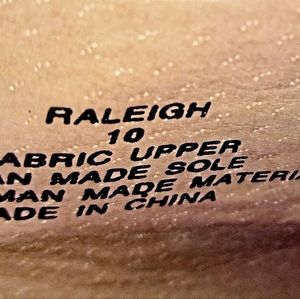 RALEIGH
10
ABRIC UPPER
AN MADE SOLE
MAN MADE MATERIA
ADE IN CHINA